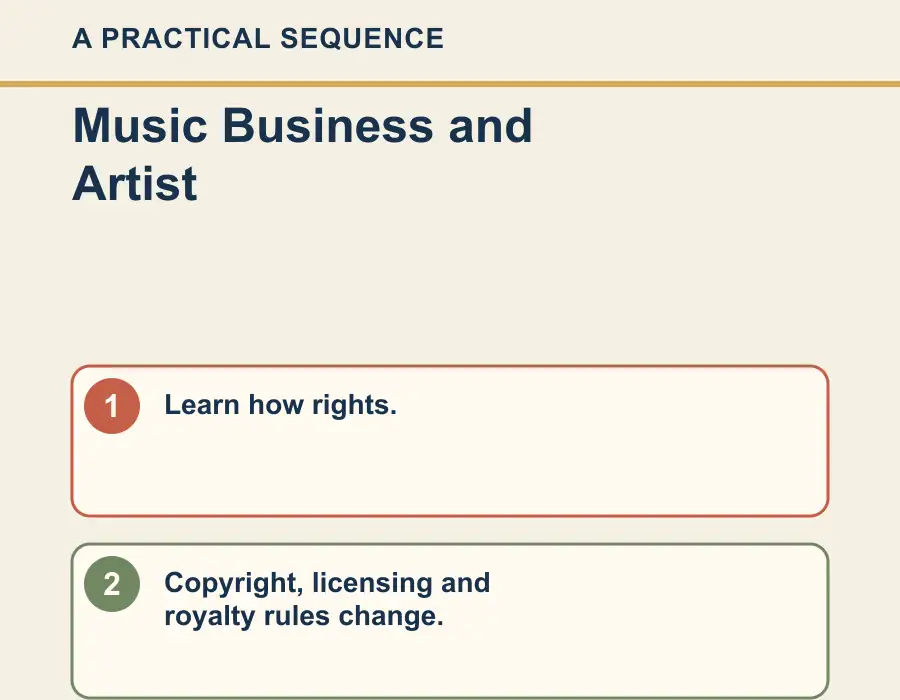 A PRACTICAL SEQUENCE
Music Business and
Artist
1
Learn how rights.
2
Copyright, licensing and
royalty rules change.